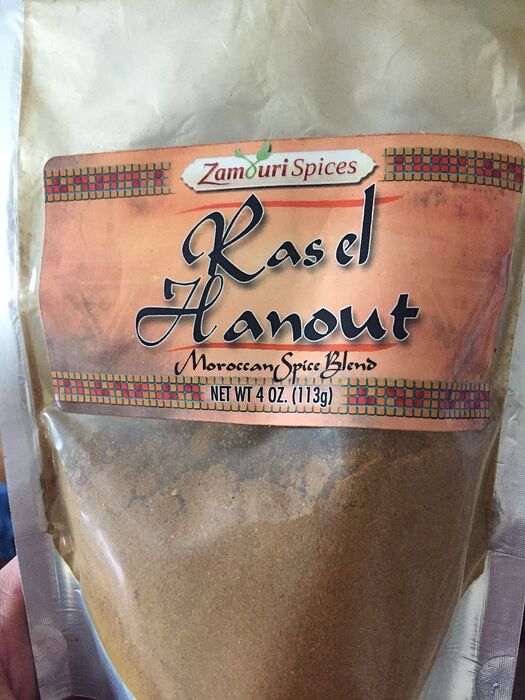 Zamouri Spices
Ras el
Hanout
Moroccan Spice Blend
NET WT 4 OZ. (113g)